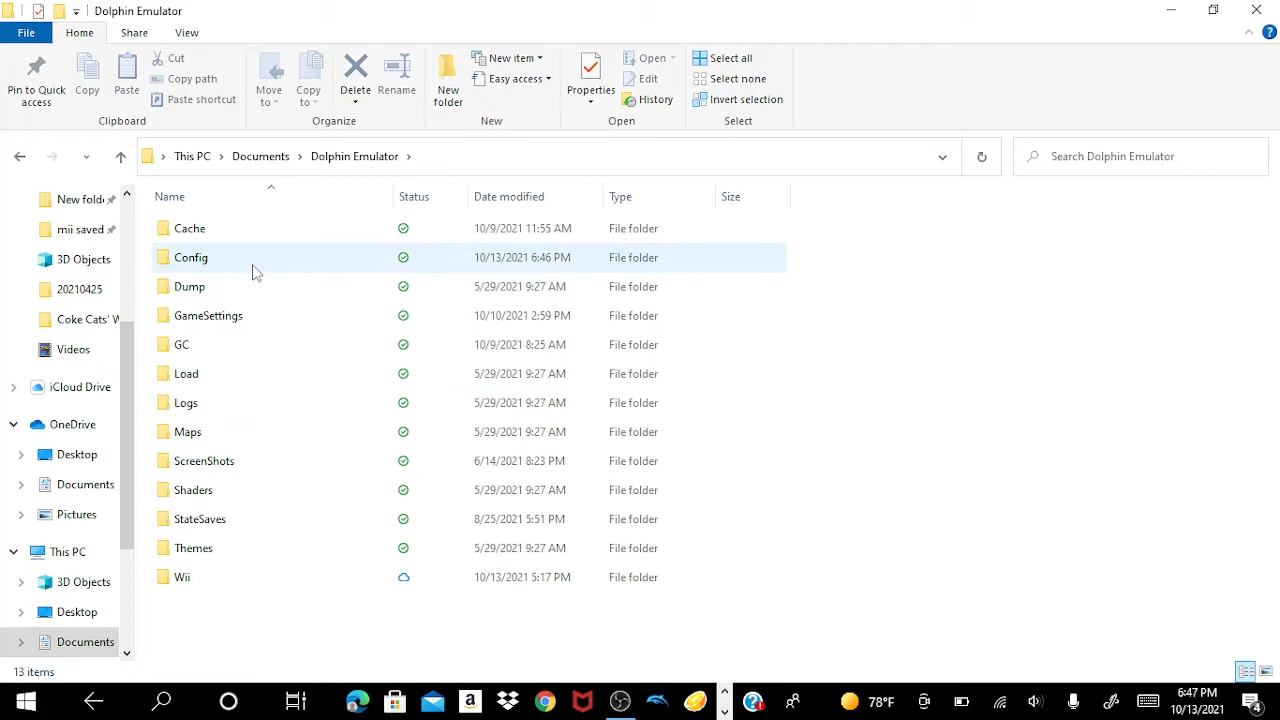 Dolphin Emulator
File Home Share View
Pin to Quick access
Copy
Paste
Cut
Copy path
Paste shortcut
Clipboard
Move to
Copy to
Delete
Rename
Organize
New folder
New item
Easy access
New
Properties
Open
Edit
History
Open
Select all
Select none
Invert selection
Select
This PC > Documents > Dolphin Emulator >
Search Dolphin Emulator
Name Status Date modified Type Size
Cache 10/9/2021 11:55 AM File folder
Config 10/13/2021 6:46 PM File folder
Dump 5/29/2021 9:27 AM File folder
GameSettings 10/10/2021 2:59 PM File folder
GC 10/9/2021 8:25 AM File folder
Load 5/29/2021 9:27 AM File folder
Logs 5/29/2021 9:27 AM File folder
Maps 5/29/2021 9:27 AM File folder
ScreenShots 6/14/2021 8:23 PM File folder
Shaders 5/29/2021 9:27 AM File folder
StateSaves 8/25/2021 5:51 PM File folder
Themes 5/29/2021 9:27 AM File folder
Wii 10/13/2021 5:17 PM File folder
New folde
mii saved
3D Objects
20210425
Coke Cats' W
Videos
iCloud Drive
OneDrive
Desktop
Documents
Pictures
This PC
3D Objects
Desktop
Documents
13 items
78°F
6:47 PM
10/13/2021
4